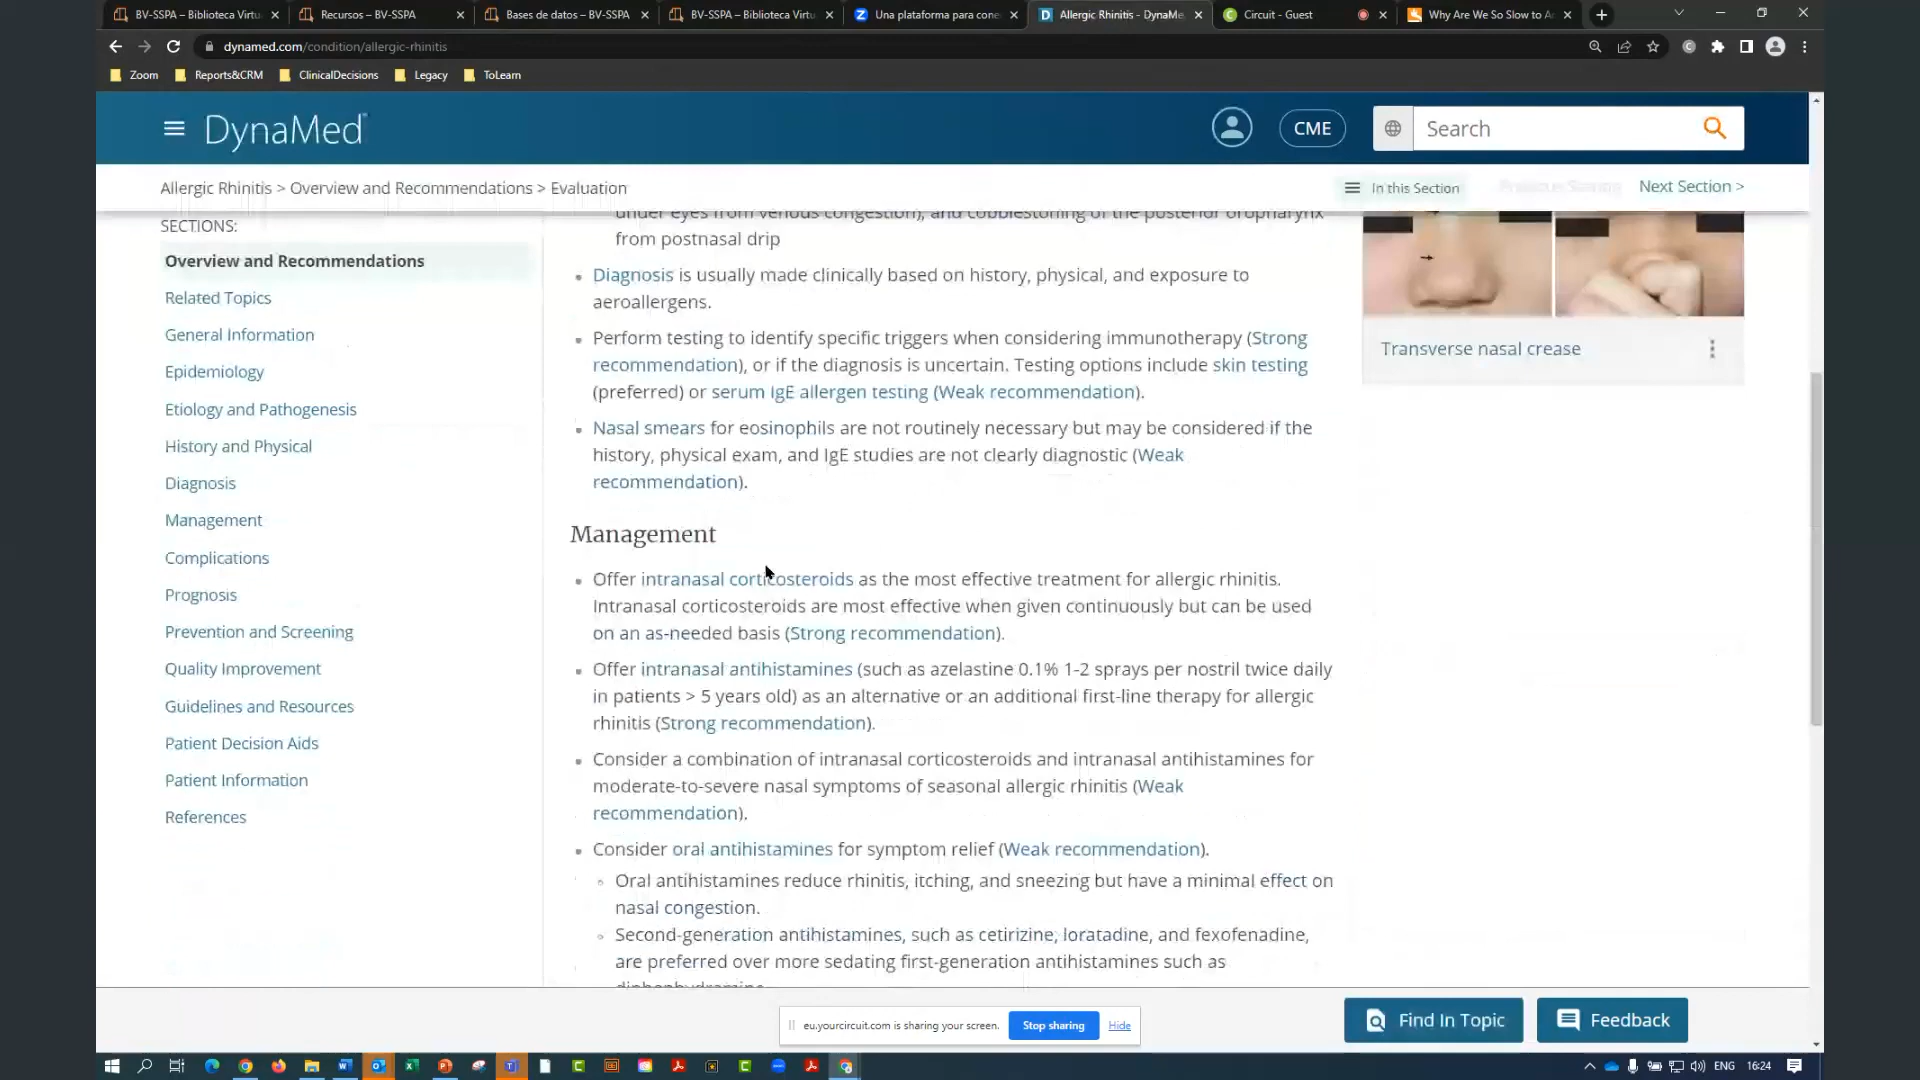 BV-SSPA – Biblioteca Virtu
Recursos – BV-SSPA
Bases de datos – BV-SSPA
BV-SSPA – Biblioteca Virtu
Una plataforma para cone
Allergic Rhinitis - DynaMe
Circuit - Guest
Why Are We So Slow to A
dynamed.com/condition/allergic-rhinitis
Zoom
Reports&CRM
ClinicalDecisions
Legacy
ToLearn
DynaMed
CME
Search
Allergic Rhinitis > Overview and Recommendations > Evaluation
In this Section
Previous Section
Next Section >
SECTIONS:
Overview and Recommendations
Related Topics
General Information
Epidemiology
Etiology and Pathogenesis
History and Physical
Diagnosis
Management
Complications
Prognosis
Prevention and Screening
Quality Improvement
Guidelines and Resources
Patient Decision Aids
Patient Information
References
under eyes from venous congestion), and cobblestoning of the posterior oropharynx
from postnasal drip
Diagnosis is usually made clinically based on history, physical, and exposure to
aeroallergens.
Perform testing to identify specific triggers when considering immunotherapy (Strong
recommendation), or if the diagnosis is uncertain. Testing options include skin testing
(preferred) or serum IgE allergen testing (Weak recommendation).
Nasal smears for eosinophils are not routinely necessary but may be considered if the
history, physical exam, and IgE studies are not clearly diagnostic (Weak
recommendation).
Management
Offer intranasal corticosteroids as the most effective treatment for allergic rhinitis.
Intranasal corticosteroids are most effective when given continuously but can be used
on an as-needed basis (Strong recommendation).
Offer intranasal antihistamines (such as azelastine 0.1% 1-2 sprays per nostril twice daily
in patients > 5 years old) as an alternative or an additional first-line therapy for allergic
rhinitis (Strong recommendation).
Consider a combination of intranasal corticosteroids and intranasal antihistamines for
moderate-to-severe nasal symptoms of seasonal allergic rhinitis (Weak
recommendation).
Consider oral antihistamines for symptom relief (Weak recommendation).
Oral antihistamines reduce rhinitis, itching, and sneezing but have a minimal effect on
nasal congestion.
Second-generation antihistamines, such as cetirizine, loratadine, and fexofenadine,
are preferred over more sedating first-generation antihistamines such as
diphenhydramine.
Transverse nasal crease
eu.yourcircuit.com is sharing your screen.
Stop sharing
Hide
Find In Topic
Feedback
ENG
16:24